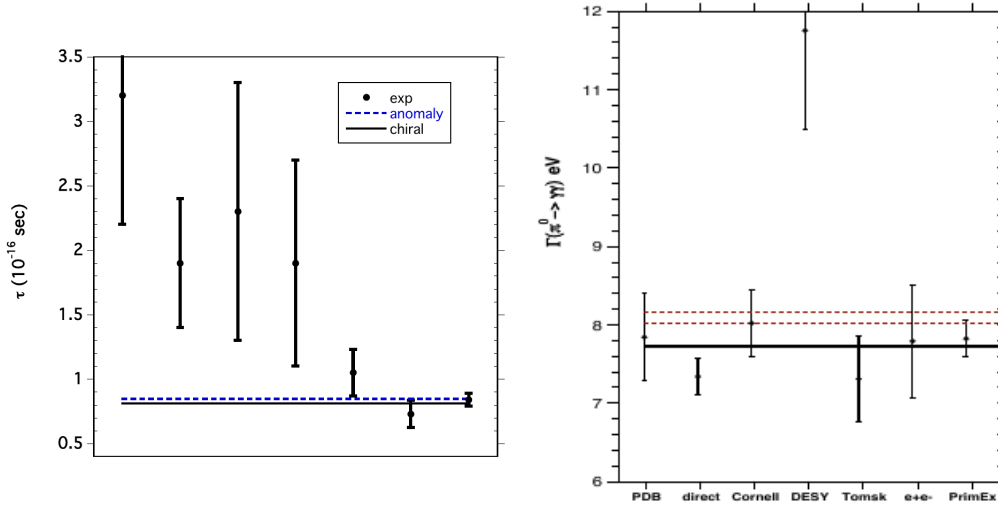 3.5
3
2.5
2
1.5
1
0.5
τ (10⁻¹⁶ sec)
exp
anomaly
chiral
12
11
10
9
8
7
6
Γ(π⁰ -> γγ) eV
PDB direct Cornell DESY Tomsk e+e- PrimEx